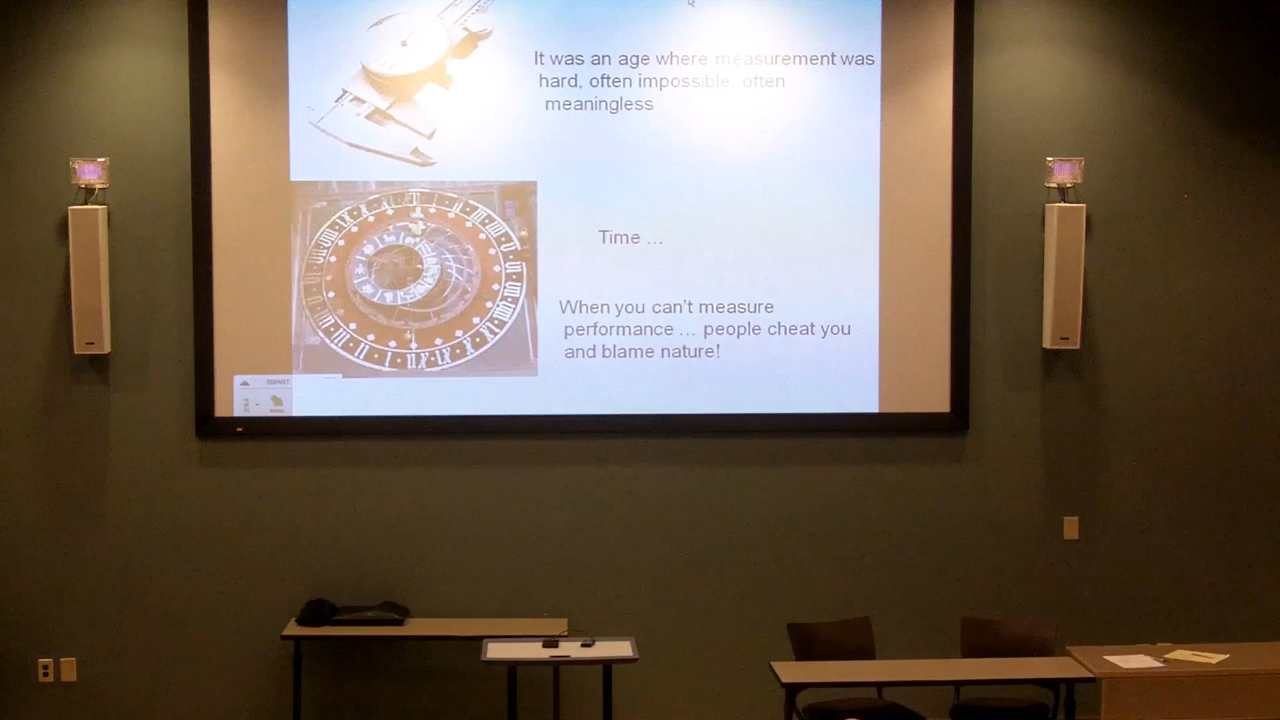 It was an age where measurement was
hard, often impossible, often
meaningless
Time ...
When you can't measure
performance ... people cheat you
and blame nature!
SMART